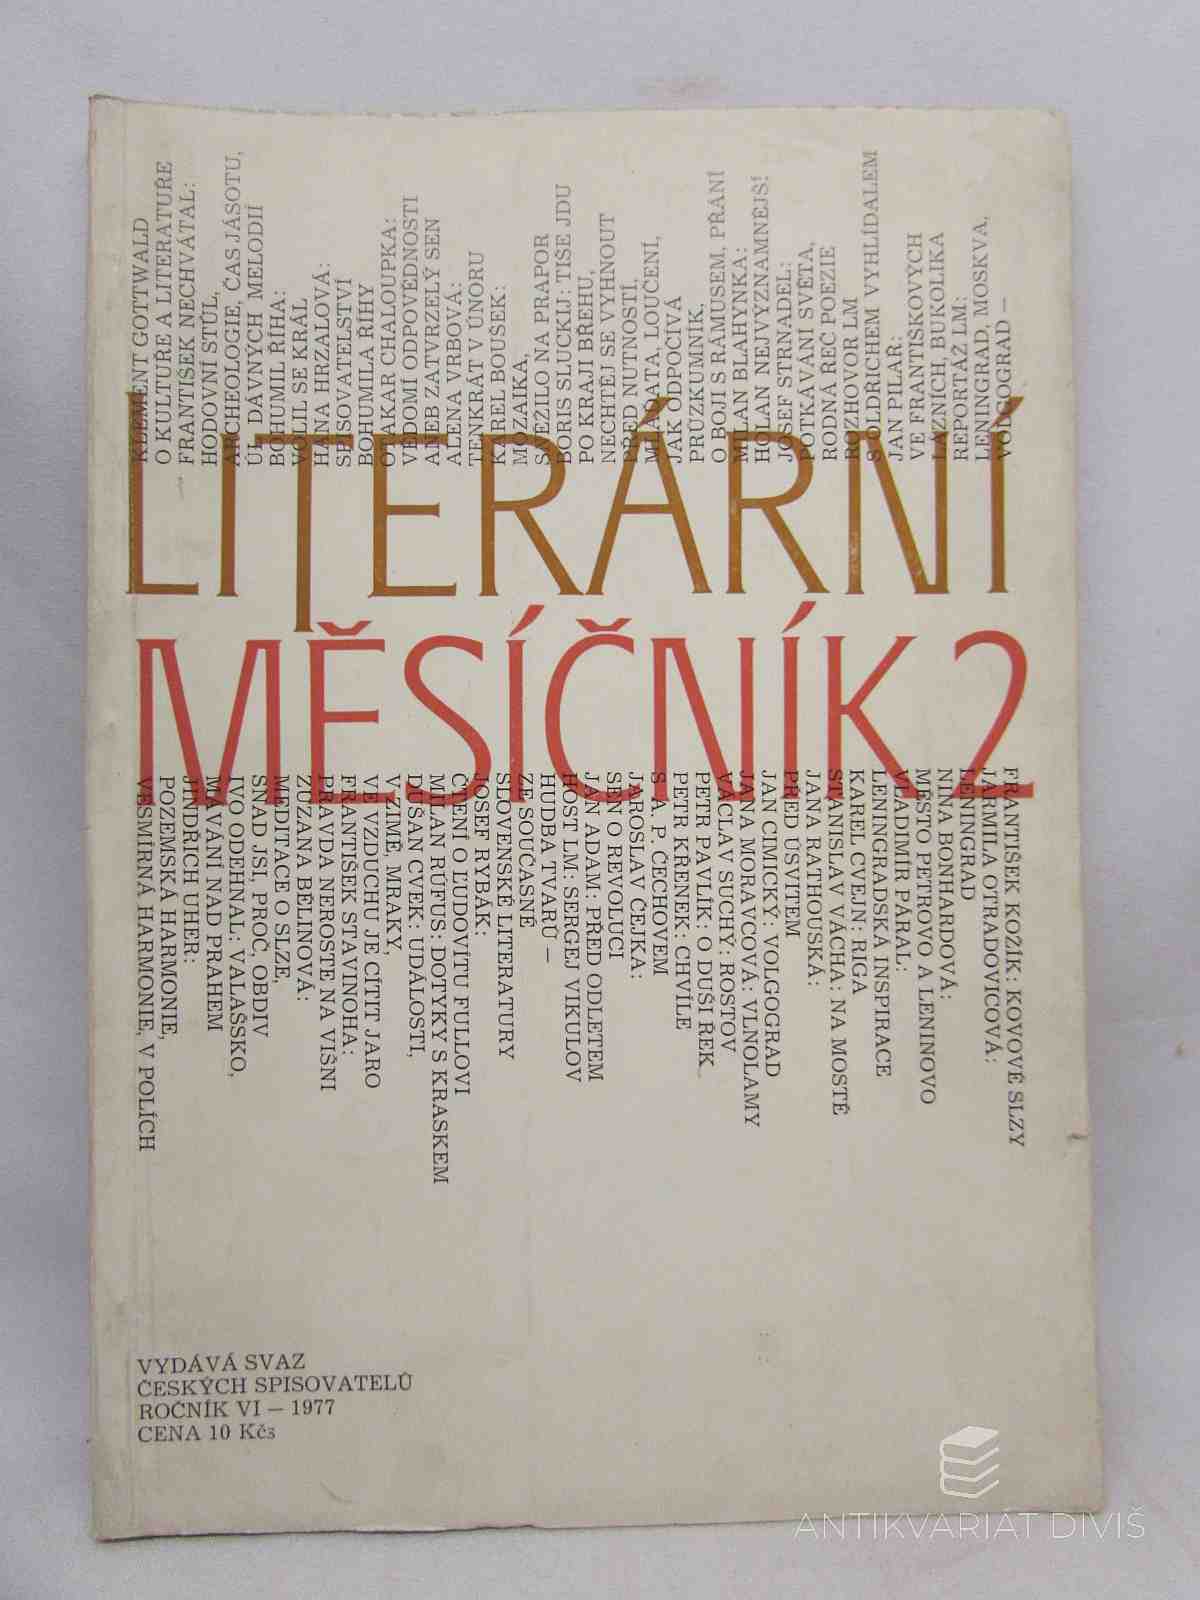 KLEMENT GOTTWALD
O KULTUŘE A LITERATUŘE
FRANTIŠEK NECHVÁTAL:
HODOVNÍ STŮL,
ARCHEOLOGIE, ČAS JÁSOTU,
ÚL DÁVNÝCH MELODIÍ
BOHUMIL ŘÍHA:
VOLIL SE KRÁL
HANA HRZALOVÁ:
SPISOVATELSTVÍ
BOHUMILA ŘÍHY
OTAKAR CHALOUPKA:
VĚDOMÍ ODPOVĚDNOSTI
ANEB ZATVRZELÝ SEN
ALENA VRBOVÁ:
TENKRÁT V ÚNORU
KAREL BOUŠEK:
MOZAIKA,
SNĚŽILO NA PRAPOR
BORIS SLUCKIJ: TIŠE JDU
PO KRAJI BŘEHU,
NECHTĚJ SE VYHNOUT
PŘED NUTNOSTÍ,
MLÁĎATA, LOUČENÍ,
JAK ODPOČÍVÁ
PRŮZKUMNÍK,
O BOJI S RÁMUSEM, PŘÁNÍ
MILAN BLAHYNKA:
HOLAN NEJVÝZNAMNĚJŠÍ
JOSEF STRNADEL:
POTKÁVÁNÍ SVĚTA,
RODNÁ ŘEČ POEZIE
ROZHOVOR LM
S OLDŘICHEM VYHLÍDALEM
JAN PILAŘ:
VE FRANTIŠKOVÝCH
LÁZNÍCH, BUKOLIKA
REPORTÁŽ LM:
LENINGRAD, MOSKVA,
VOLGOGRAD –
LITERÁRNÍ
MĚSÍČNÍK 2
FRANTIŠEK KOŽÍK: KOVOVÉ SLZY
JARMILA OTRADOVICOVÁ:
LENINGRAD
NINA BONHARDOVÁ:
MĚSTO PETROVO A LENINOVO
VLADIMÍR PÁRAL:
LENINGRADSKÁ INSPIRACE
KAREL CVEJN: RIGA
STANISLAV VÁCHA: NA MOSTĚ
JANA RATHOUSKÁ:
PŘED ÚSVITEM
JAN CIMICKÝ: VOLGOGRAD
JANA MORAVCOVÁ: VLNOLAMY
VÁCLAV SUCHÝ: ROSTOV
PETR PAVLÍK: O DUŠI ŘEK
PETR KŘENEK: CHVÍLE
S A. P. ČECHOVEM
JAROSLAV ČEJKA:
SEN O REVOLUCI
JAN ADAM: PŘED ODLETEM
HOST LM: SERGEJ VIKULOV
HUDBA TVARU –
ZE SOUČASNÉ
SLOVENSKÉ LITERATURY
JOSEF RYBÁK:
ČTENÍ O ĽUDOVÍTU FULLOVI
MILAN RÚFUS: DOTYKY S KRASKEM
DUŠAN CVEK: UDÁLOSTI,
V ZIMĚ, MRAKY,
VE VZDUCHU JE CÍTIT JARO
FRANTIŠEK STAVINOHA:
PRAVDA NEROSTE NA VIŠNI
ZUZANA BĚLINOVÁ:
MEDITACE O SLZE,
SNAD JSI, PROČ, OBDIV
IVO ODEHNAL: VALAŠSKO,
MÁVÁNÍ NAD PRAHEM
JINDŘICH UHER:
POZEMSKÁ HARMONIE,
VESMÍRNÁ HARMONIE, V POLÍCH
VYDÁVÁ SVAZ
ČESKÝCH SPISOVATELŮ
ROČNÍK VI – 1977
CENA 10 Kčs
ANTIKVARIAT DIVIŠ